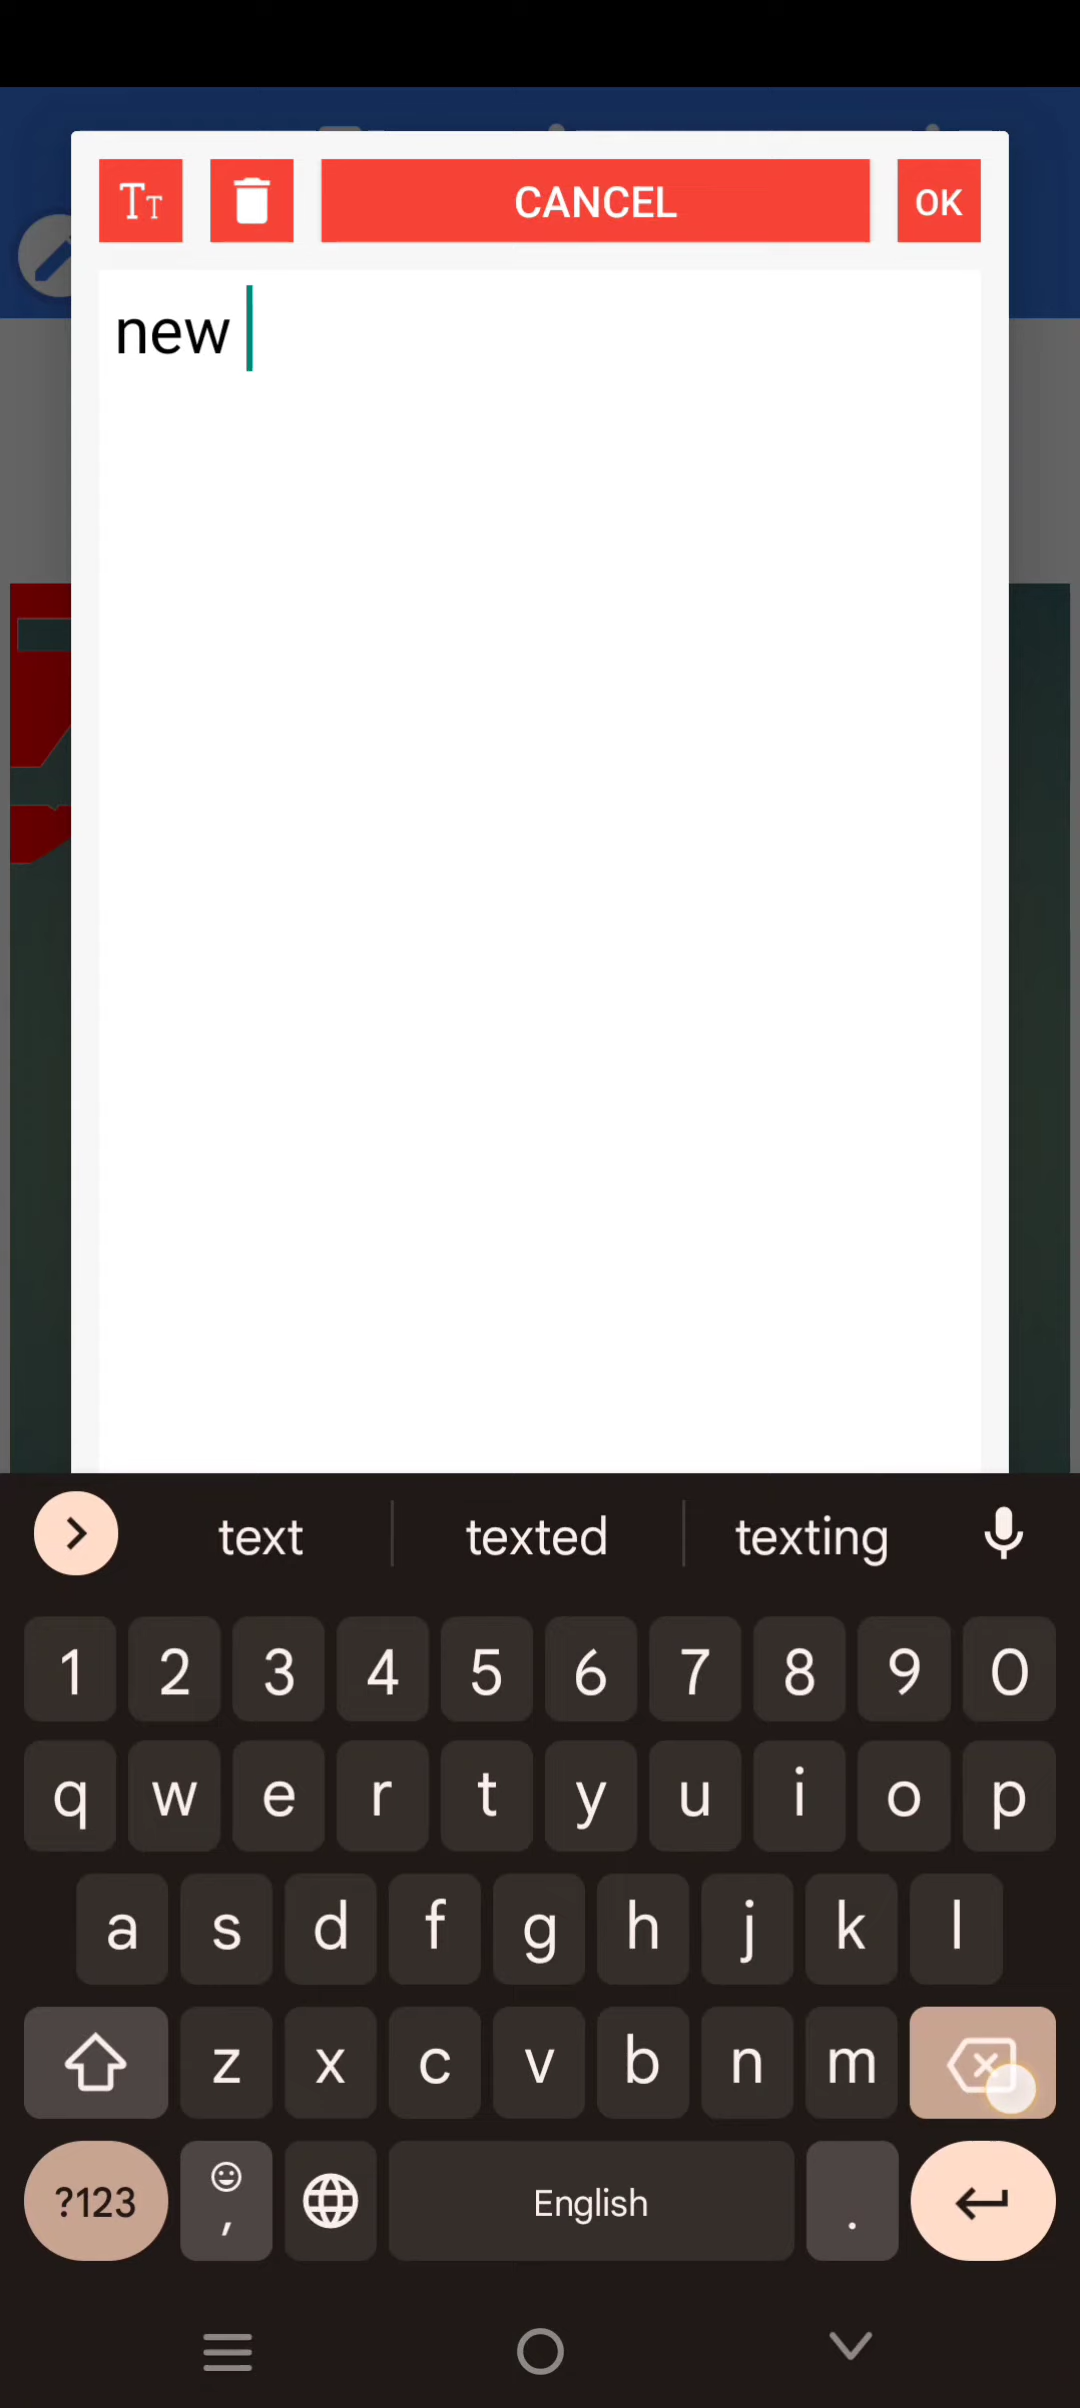 Tт CANCEL OK
new
text texted texting
1 2 3 4 5 6 7 8 9 0
q w e r t y u i o p
a s d f g h j k l
z x c v b n m
?123 , English .